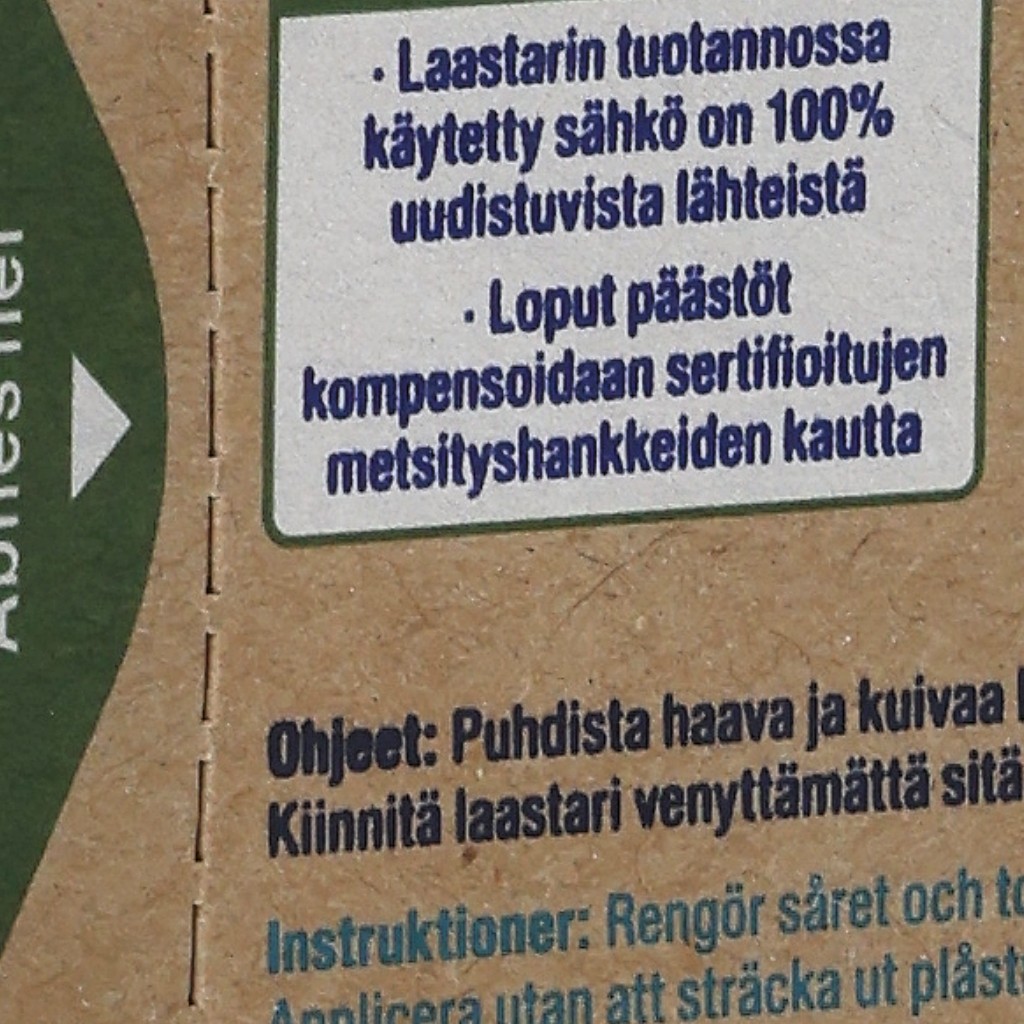 · Laastarin tuotannossa
käytetty sähkö on 100%
uudistuvista lähteistä
· Loput päästöt
kompensoidaan sertifioitujen
metsityshankkeiden kautta
Ohjeet: Puhdista haava ja kuivaa
Kiinnitä laastari venyttämättä sitä
Instruktioner: Rengör såret och
Applicera utan att sträcka ut